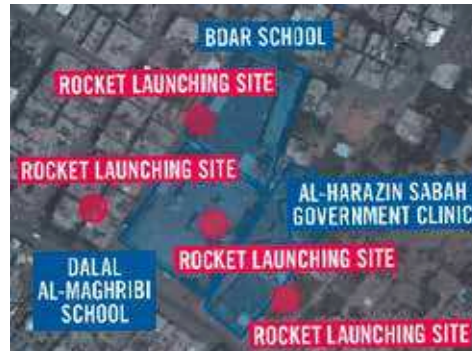 BDAR SCHOOL
ROCKET LAUNCHING SITE
ROCKET LAUNCHING SITE
AL-HARAZIN SABAH
GOVERNMENT CLINIC
ROCKET LAUNCHING SITE
DALAL
AL-MAGHRIBI
SCHOOL
ROCKET LAUNCHING SITE